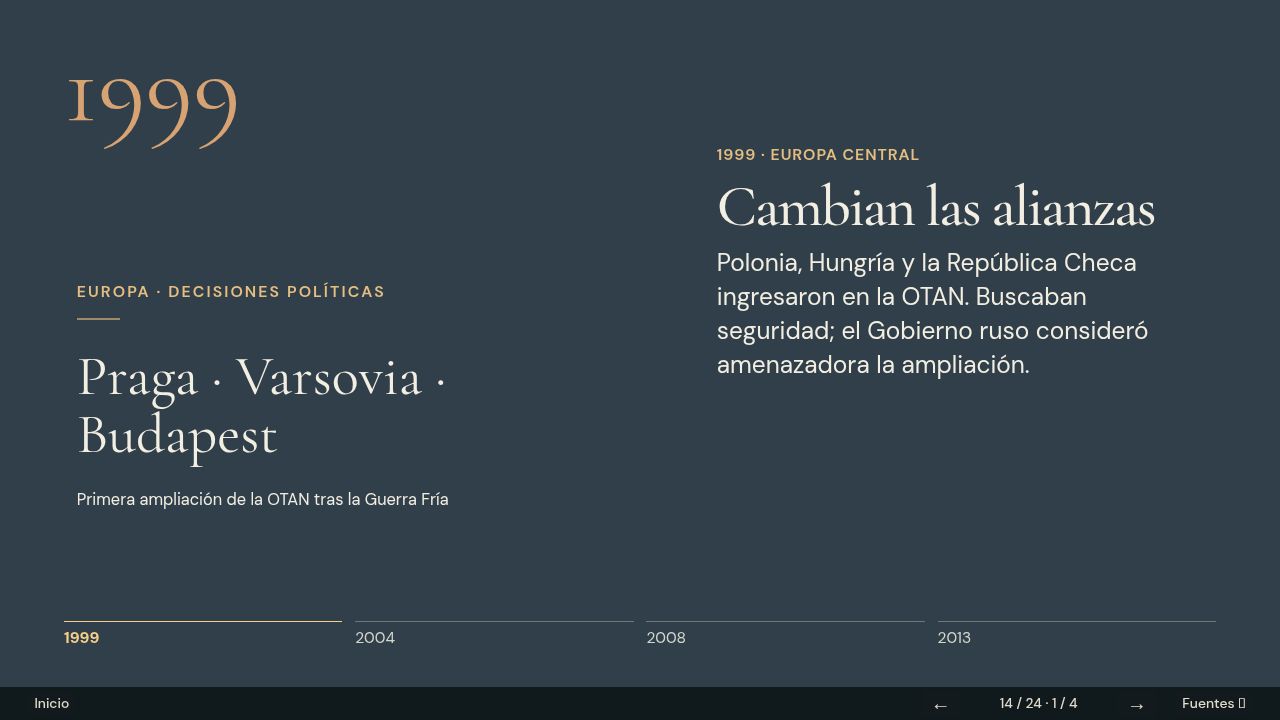 1999
EUROPA · DECISIONES POLÍTICAS
Praga · Varsovia ·
Budapest
Primera ampliación de la OTAN tras la Guerra Fría
1999 · EUROPA CENTRAL
Cambian las alianzas
Polonia, Hungría y la República Checa
ingresaron en la OTAN. Buscaban
seguridad; el Gobierno ruso consideró
amenazadora la ampliación.
1999 2004 2008 2013
Inicio ← 14 / 24 · 1 / 4 → Fuentes